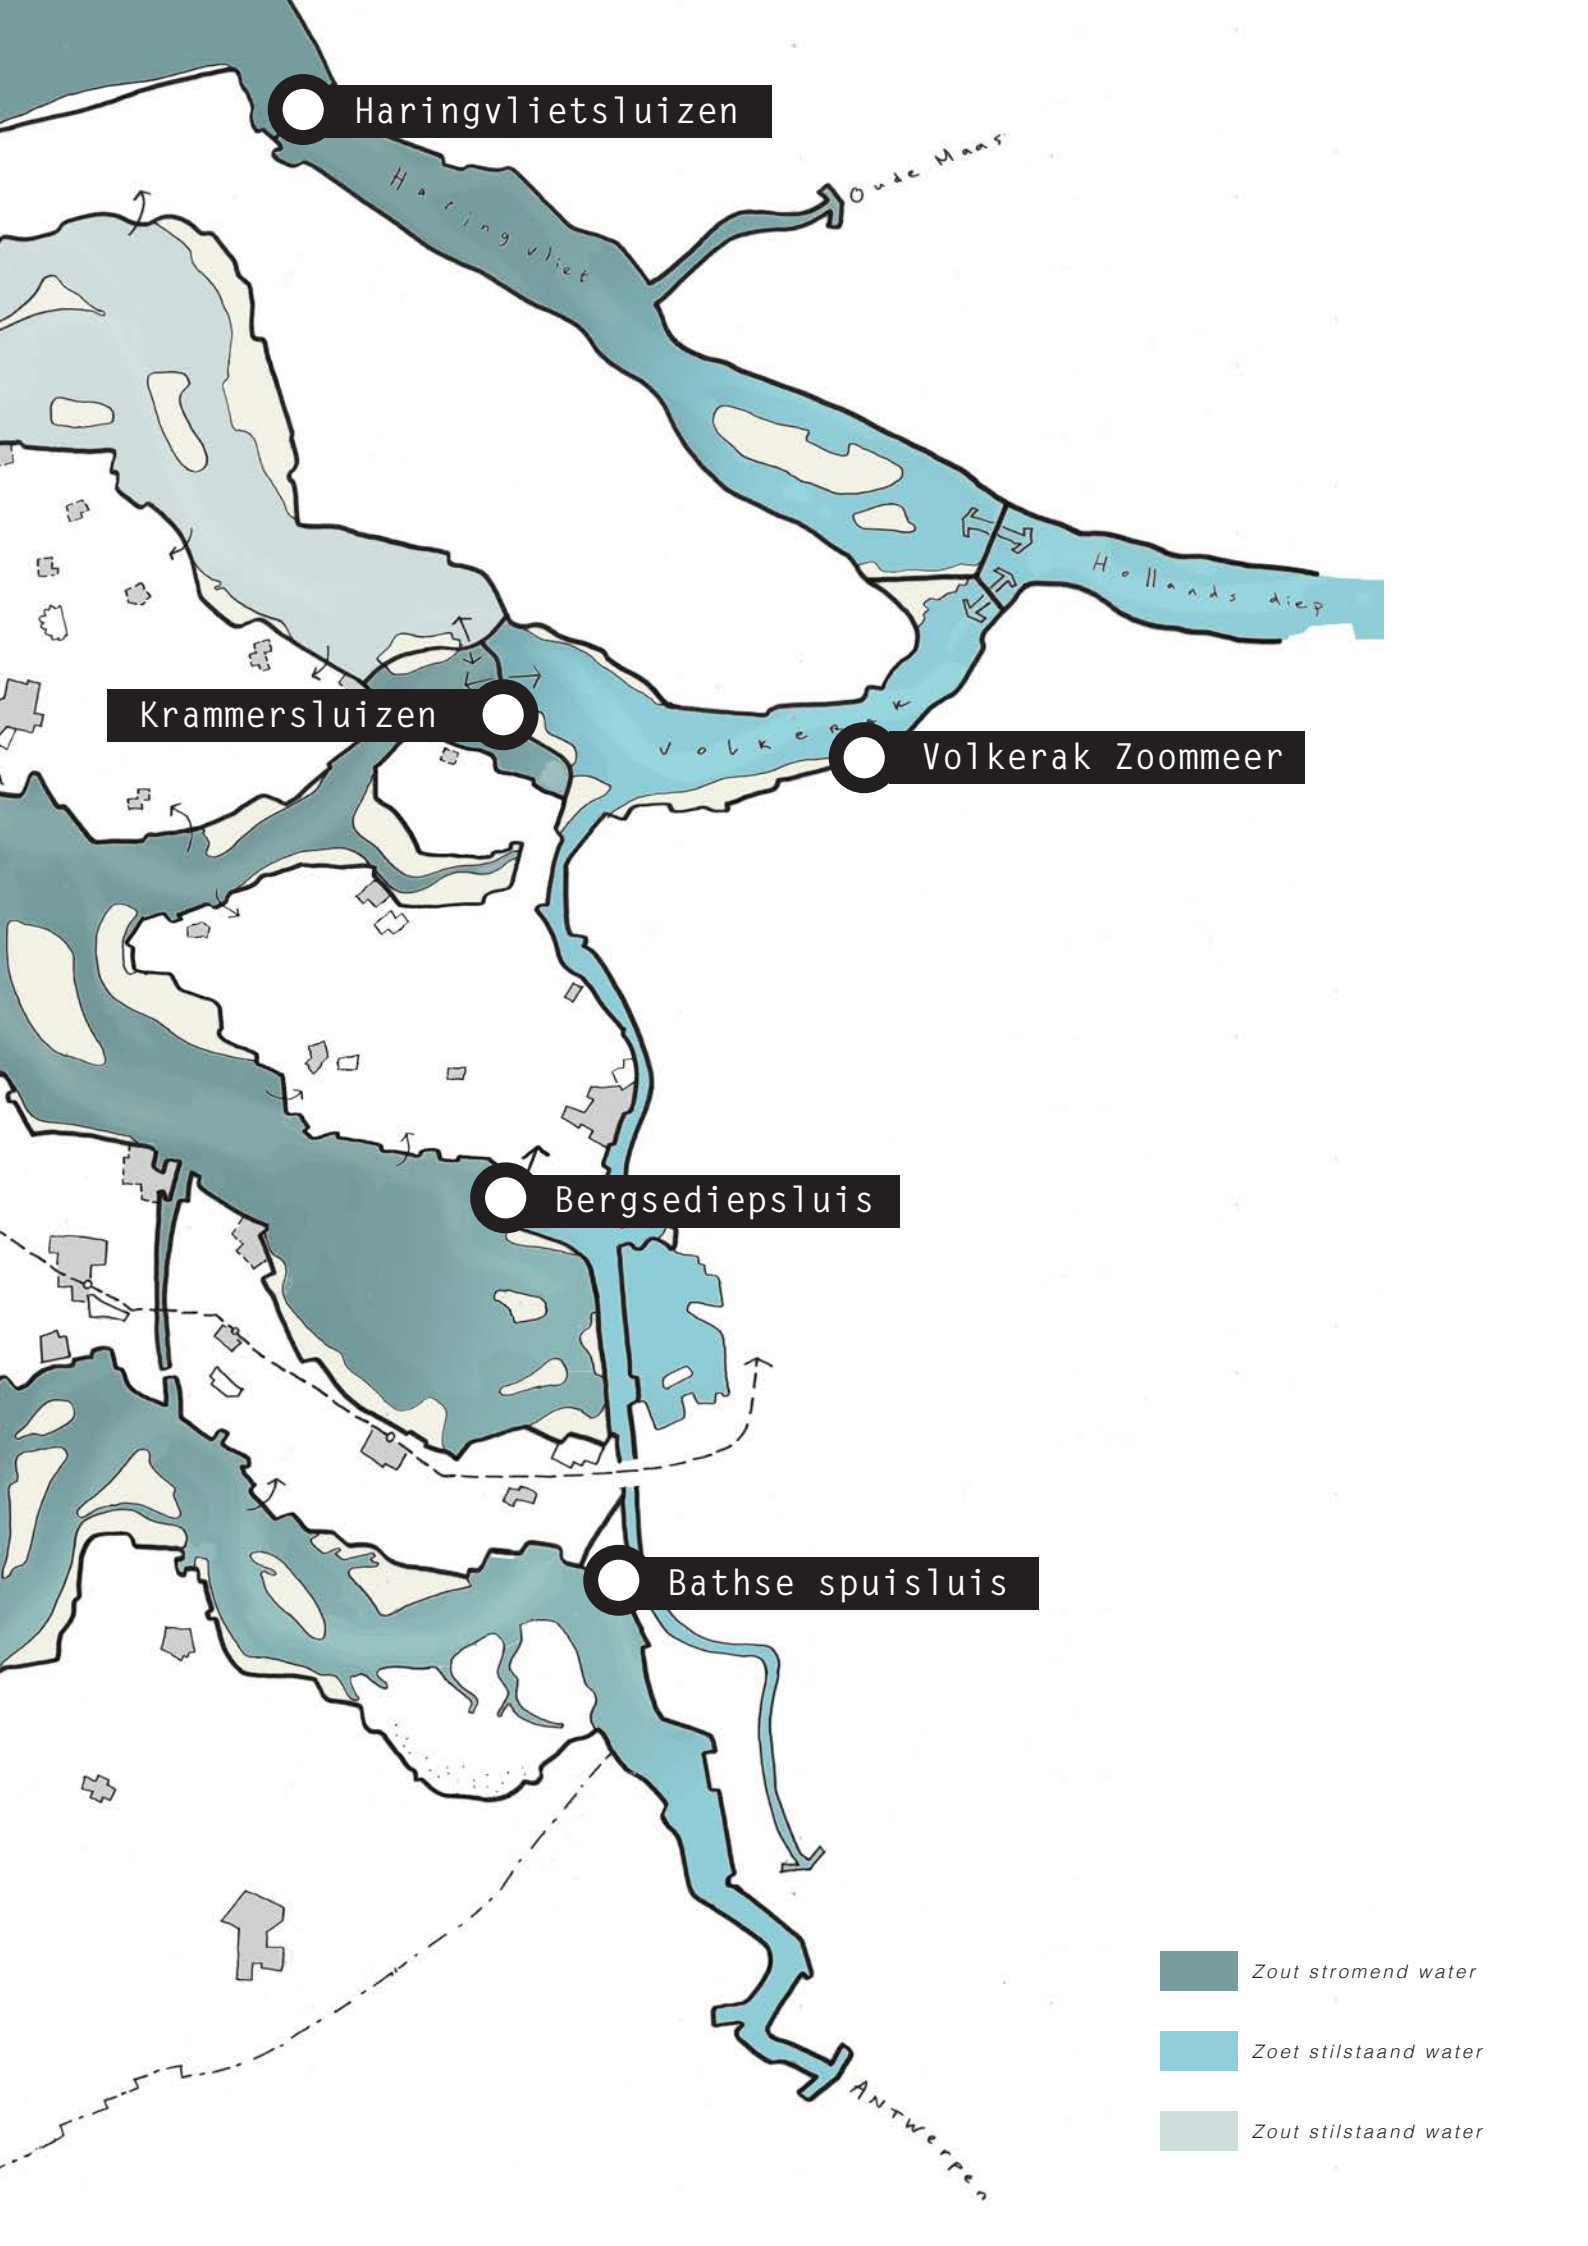 Haringvlietsluizen
Oude Maas
Haringvliet
Hollands diep
Krammersluizen
Volkerak
Volkerak Zoommeer
Bergsediepsluis
Bathse spuisluis
Zout stromend water
Zoet stilstaand water
Zout stilstaand water
Antwerpen